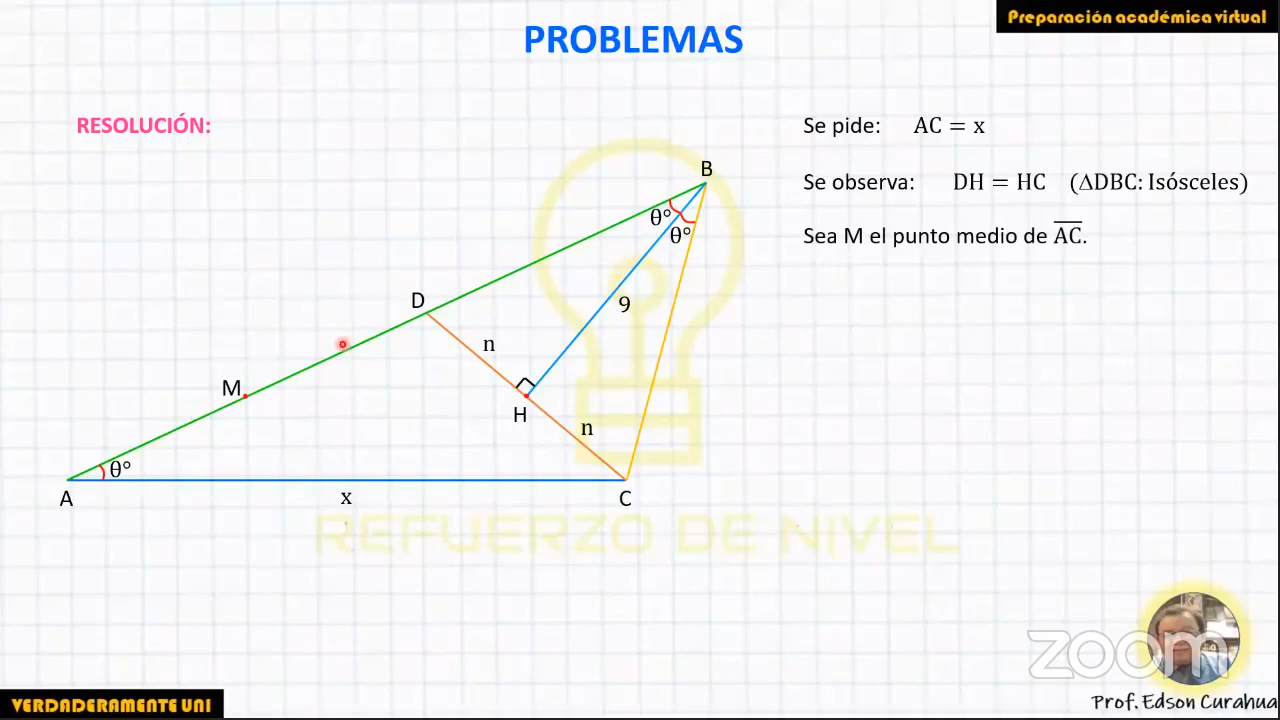 Preparación académica virtual
PROBLEMAS
RESOLUCIÓN:
Se pide: AC = x
Se observa: DH = HC (ΔDBC: Isósceles)
Sea M el punto medio de A͞C͞.
B
θ°
θ°
D
9
n
M
H
n
θ°
A
x
C
REFUERZO DE NIVEL
zoom
VERDADERAMENTE UNI
Prof. Edson Curahua